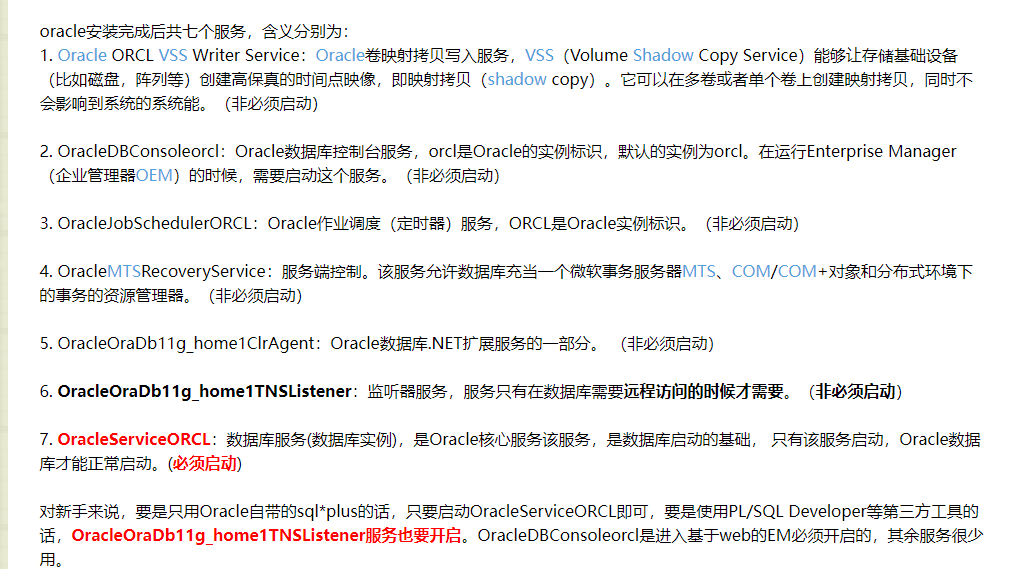 oracle安装完成后共七个服务，含义分别为：
1. Oracle ORCL VSS Writer Service：Oracle卷映射拷贝写入服务，VSS（Volume Shadow Copy Service）能够让存储基础设备
（比如磁盘，阵列等）创建高保真的时间点映像，即映射拷贝（shadow copy）。它可以在多卷或者单个卷上创建映射拷贝，同时不
会影响到系统的系统能。（非必须启动）
2. OracleDBConsoleorcl：Oracle数据库控制台服务，orcl是Oracle的实例标识，默认的实例为orcl。在运行Enterprise Manager
（企业管理器OEM）的时候，需要启动这个服务。（非必须启动）
3. OracleJobSchedulerORCL：Oracle作业调度（定时器）服务，ORCL是Oracle实例标识。（非必须启动）
4. OracleMTSRecoveryService：服务端控制。该服务允许数据库充当一个微软事务服务器MTS、COM/COM+对象和分布式环境下
的事务的资源管理器。（非必须启动）
5. OracleOraDb11g_home1ClrAgent：Oracle数据库.NET扩展服务的一部分。 （非必须启动）
6. OracleOraDb11g_home1TNSListener：监听器服务，服务只有在数据库需要远程访问的时候才需要。（非必须启动）
7. OracleServiceORCL：数据库服务(数据库实例)，是Oracle核心服务该服务，是数据库启动的基础， 只有该服务启动，Oracle数据
库才能正常启动。(必须启动)
对新手来说，要是只用Oracle自带的sql*plus的话，只要启动OracleServiceORCL即可，要是使用PL/SQL Developer等第三方工具的
话，OracleOraDb11g_home1TNSListener服务也要开启。OracleDBConsoleorcl是进入基于web的EM必须开启的，其余服务很少
用。